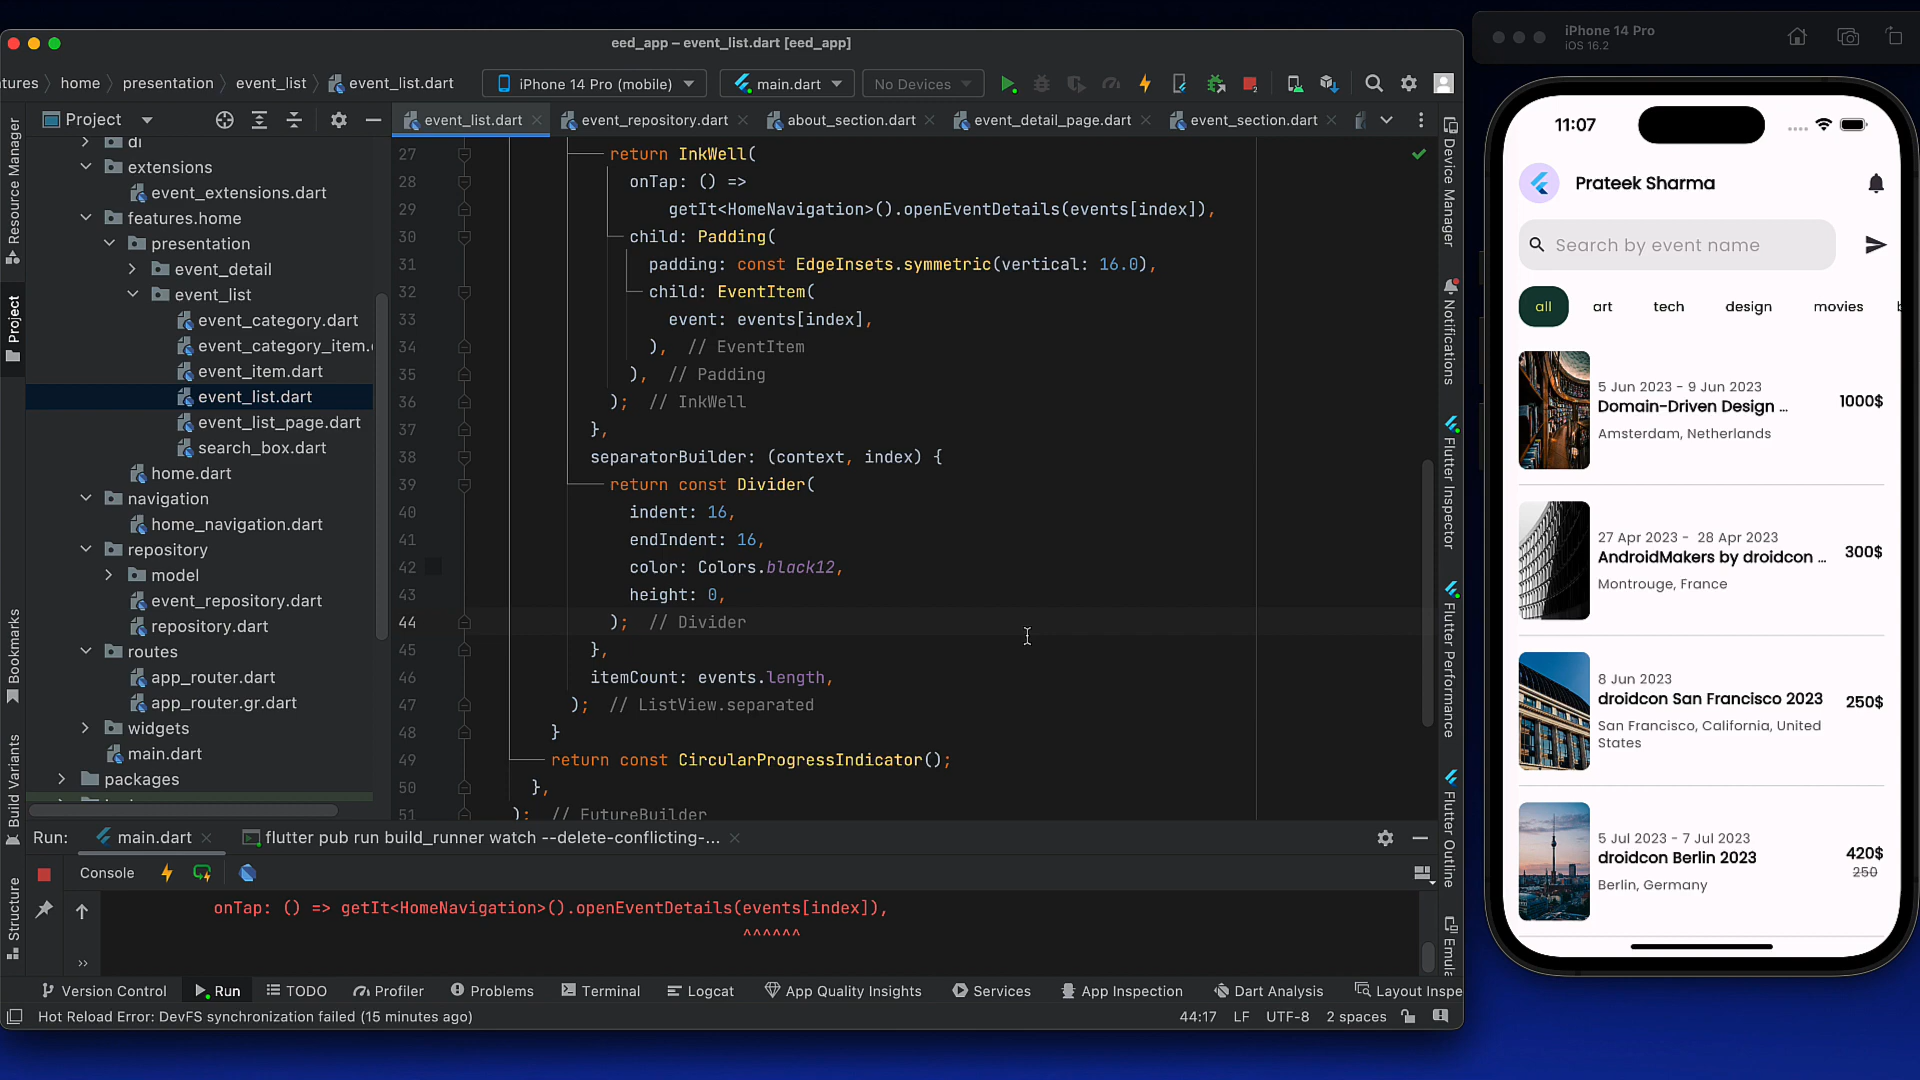 eed_app – event_list.dart [eed_app]
atures
home
presentation
event_list
event_list.dart
iPhone 14 Pro (mobile)
main.dart
No Devices
Project
event_list.dart
event_repository.dart
about_section.dart
event_detail_page.dart
event_section.dart
di
extensions
event_extensions.dart
features.home
presentation
event_detail
event_list
event_category.dart
event_category_item.
event_item.dart
event_list.dart
event_list_page.dart
search_box.dart
home.dart
navigation
home_navigation.dart
repository
model
event_repository.dart
repository.dart
routes
app_router.dart
app_router.gr.dart
widgets
main.dart
packages
27 return InkWell(
28 onTap: () =>
29 getIt<HomeNavigation>().openEventDetails(events[index]),
30 child: Padding(
31 padding: const EdgeInsets.symmetric(vertical: 16.0),
32 child: EventItem(
33 event: events[index],
34 ), // EventItem
35 ), // Padding
36 ); // InkWell
37 },
38 separatorBuilder: (context, index) {
39 return const Divider(
40 indent: 16,
41 endIndent: 16,
42 color: Colors.black12,
43 height: 0,
44 ); // Divider
45 },
46 itemCount: events.length,
47 ); // ListView.separated
48 }
49 return const CircularProgressIndicator();
50 },
51 ); // FutureBuilder
Resource Manager
Project
Bookmarks
Build Variants
Structure
Device Manager
Notifications
Flutter Inspector
Flutter Performance
Flutter Outline
Emula
Run:
main.dart
flutter pub run build_runner watch --delete-conflicting-...
Console
onTap: () => getIt<HomeNavigation>().openEventDetails(events[index]),
^^^^^^
Version Control
Run
TODO
Profiler
Problems
Terminal
Logcat
App Quality Insights
Services
App Inspection
Dart Analysis
Layout Inspe
Hot Reload Error: DevFS synchronization failed (15 minutes ago)
44:17
LF
UTF-8
2 spaces
iPhone 14 Pro
iOS 16.2
11:07
Prateek Sharma
Search by event name
all
art
tech
design
movies
5 Jun 2023 - 9 Jun 2023
Domain-Driven Design ...
1000$
Amsterdam, Netherlands
27 Apr 2023 - 28 Apr 2023
AndroidMakers by droidcon ...
300$
Montrouge, France
8 Jun 2023
droidcon San Francisco 2023
250$
San Francisco, California, United
States
5 Jul 2023 - 7 Jul 2023
droidcon Berlin 2023
420$
250
Berlin, Germany